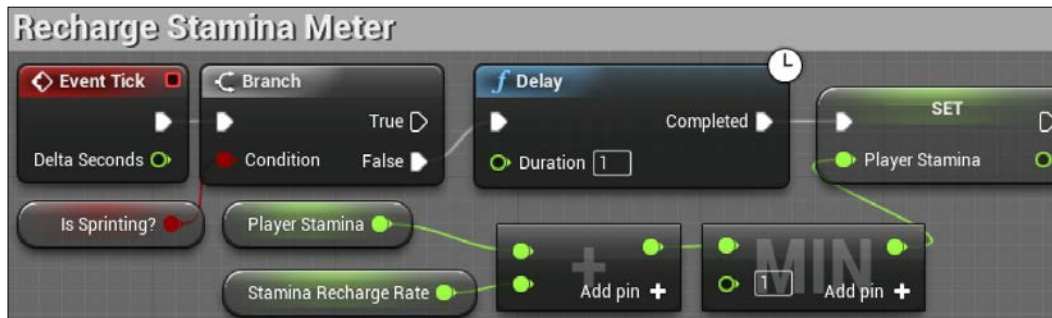 Recharge Stamina Meter
Event Tick
Delta Seconds
Branch
True
Condition
False
Delay
Completed
Duration 1
SET
Player Stamina
Is Sprinting?
Player Stamina
Stamina Recharge Rate
+
Add pin +
MIN
1
Add pin +